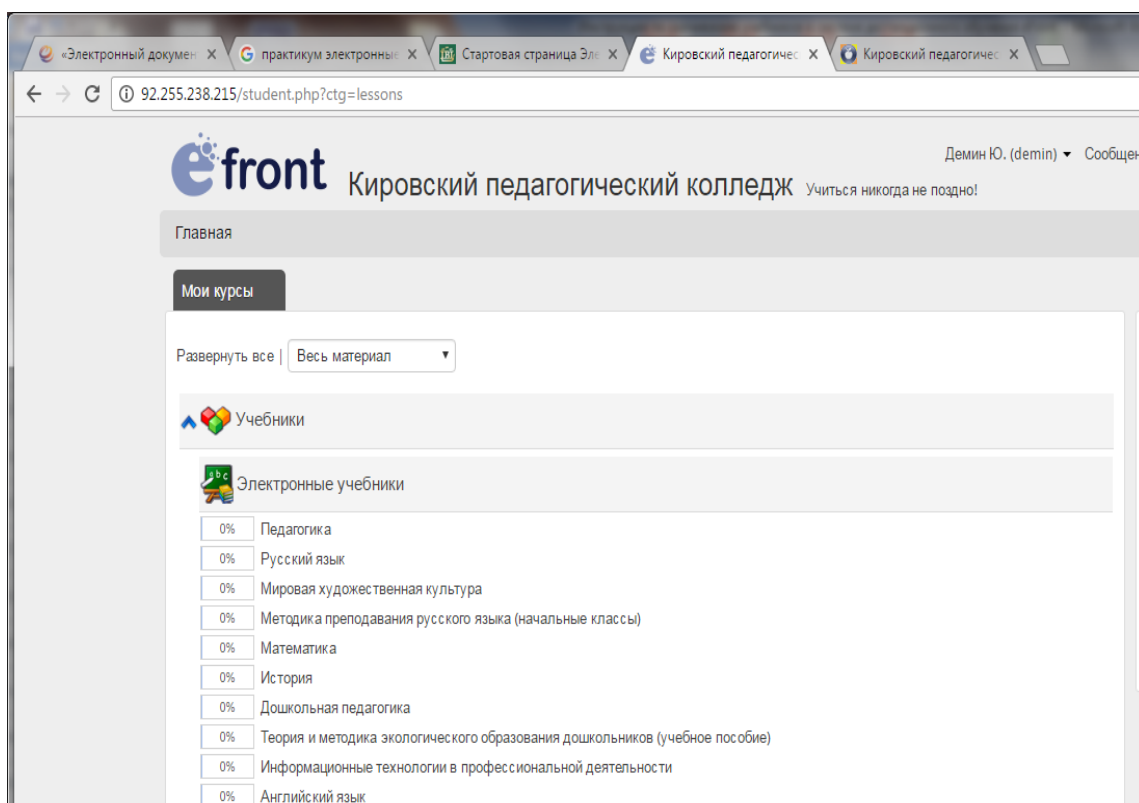 «Электронный докумен
практикум электронные
Стартовая страница Эле
Кировский педагогичес
Кировский педагогичес
92.255.238.215/student.php?ctg=lessons
Демин Ю. (demin) Сообщен
efront Кировский педагогический колледж Учиться никогда не поздно!
Главная
Мои курсы
Развернуть все | Весь материал
Учебники
Электронные учебники
0% Педагогика
0% Русский язык
0% Мировая художественная культура
0% Методика преподавания русского языка (начальные классы)
0% Математика
0% История
0% Дошкольная педагогика
0% Теория и методика экологического образования дошкольников (учебное пособие)
0% Информационные технологии в профессиональной деятельности
0% Английский язык